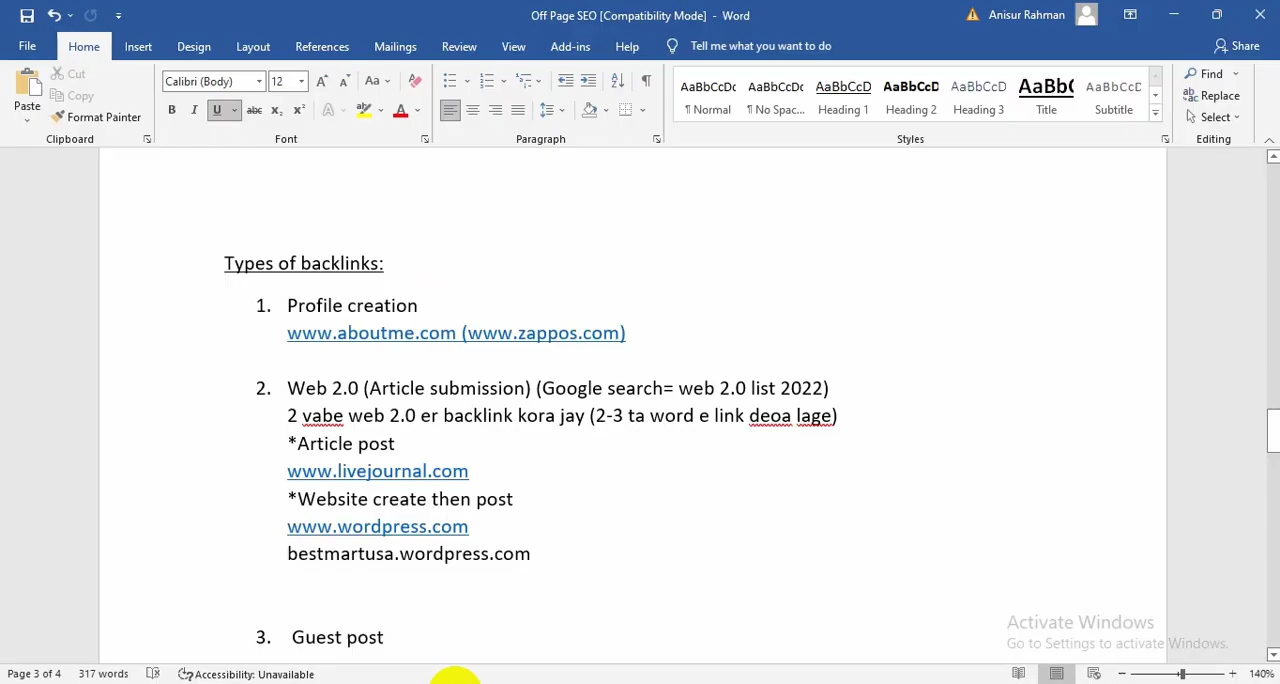 Off Page SEO [Compatibility Mode] - Word
Anisur Rahman
File Home Insert Design Layout References Mailings Review View Add-ins Help Tell me what you want to do Share
Paste
Cut
Copy
Format Painter
Clipboard
Calibri (Body) 12
Font
Paragraph
AaBbCcDc AaBbCcDc AaBbCcD AaBbCcD AaBbCcD AaBb( AaBbCcD
¶ Normal ¶ No Spac... Heading 1 Heading 2 Heading 3 Title Subtitle
Styles
Find
Replace
Select
Editing
Types of backlinks:
1. Profile creation
www.aboutme.com (www.zappos.com)
2. Web 2.0 (Article submission) (Google search= web 2.0 list 2022)
2 vabe web 2.0 er backlink kora jay (2-3 ta word e link deoa lage)
*Article post
www.livejournal.com
*Website create then post
www.wordpress.com
bestmartusa.wordpress.com
3. Guest post
Activate Windows
Go to Settings to activate Windows.
Page 3 of 4 317 words Accessibility: Unavailable 140%